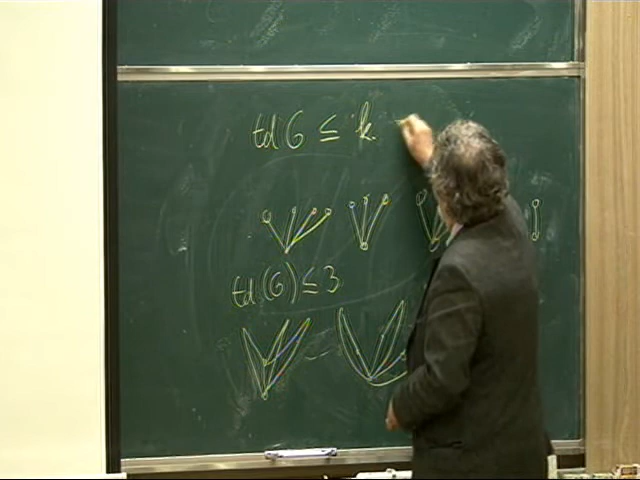 td G ≤ k
td(G) ≤ 3